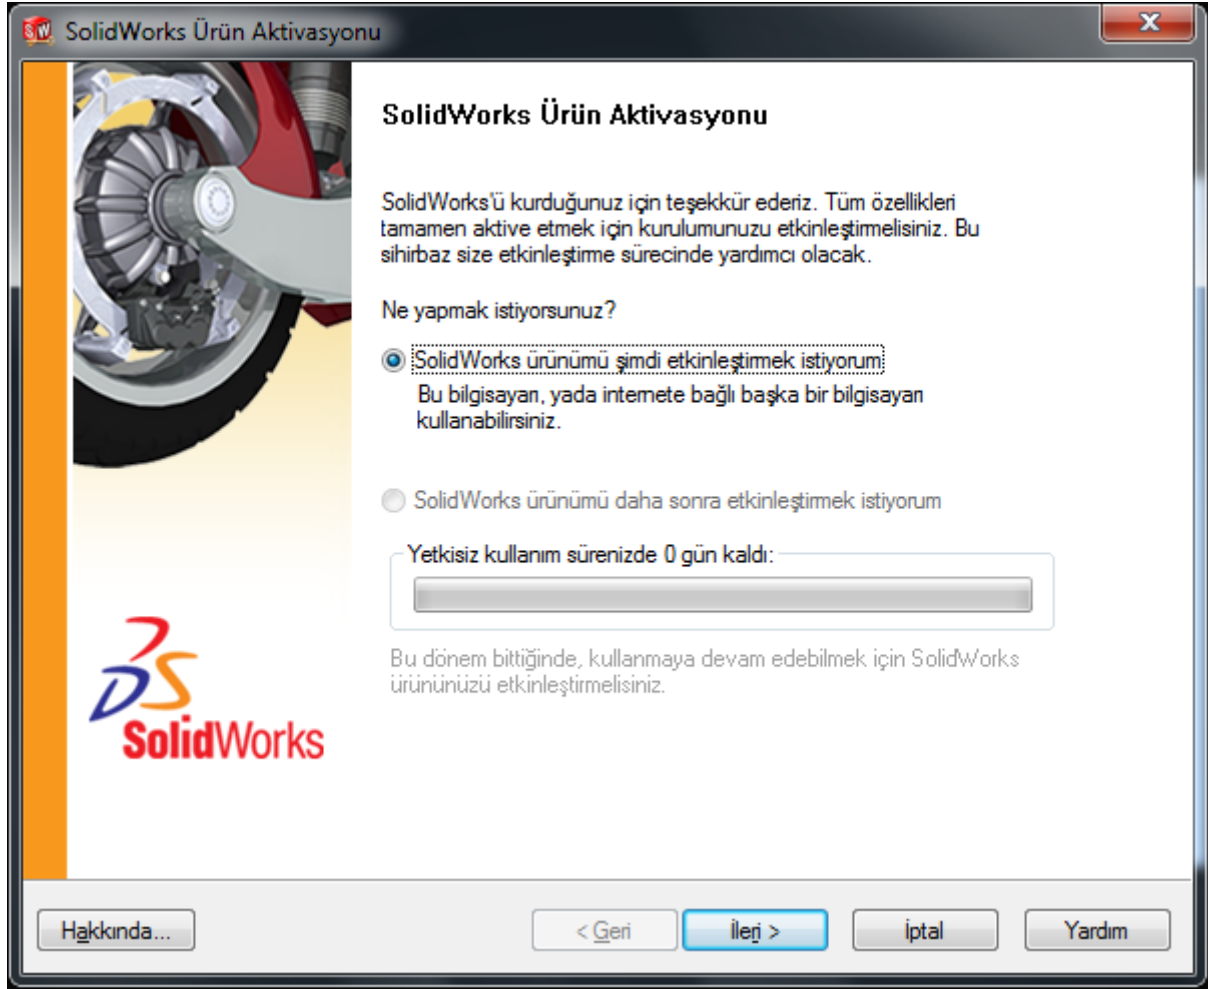 SolidWorks Ürün Aktivasyonu
SolidWorks Ürün Aktivasyonu
SolidWorks'ü kurduğunuz için teşekkür ederiz. Tüm özellikleri
tamamen aktive etmek için kurulumunuzu etkinleştirmelisiniz. Bu
sihirbaz size etkinleştirme sürecinde yardımcı olacak.
Ne yapmak istiyorsunuz?
SolidWorks ürünümü şimdi etkinleştirmek istiyorum
Bu bilgisayarı, yada internete bağlı başka bir bilgisayarı
kullanabilirsiniz.
SolidWorks ürünümü daha sonra etkinleştirmek istiyorum
Yetkisiz kullanım sürenizde 0 gün kaldı:
Bu dönem bittiğinde, kullanmaya devam edebilmek için SolidWorks
ürününüzü etkinleştirmelisiniz.
SolidWorks
Hakkında...
< Geri
İleri >
İptal
Yardım